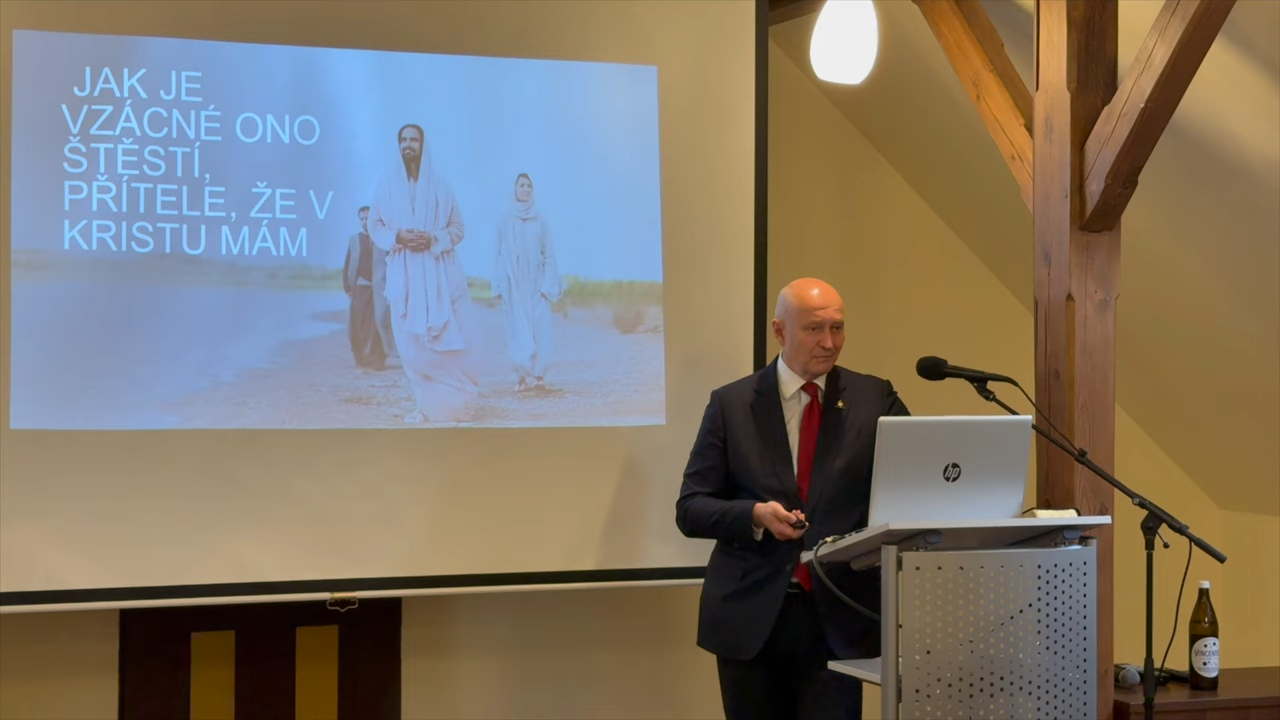 JAK JE
VZÁCNÉ ONO
ŠTĚSTÍ,
PŘÍTELE, ŽE V
KRISTU MÁM
hp